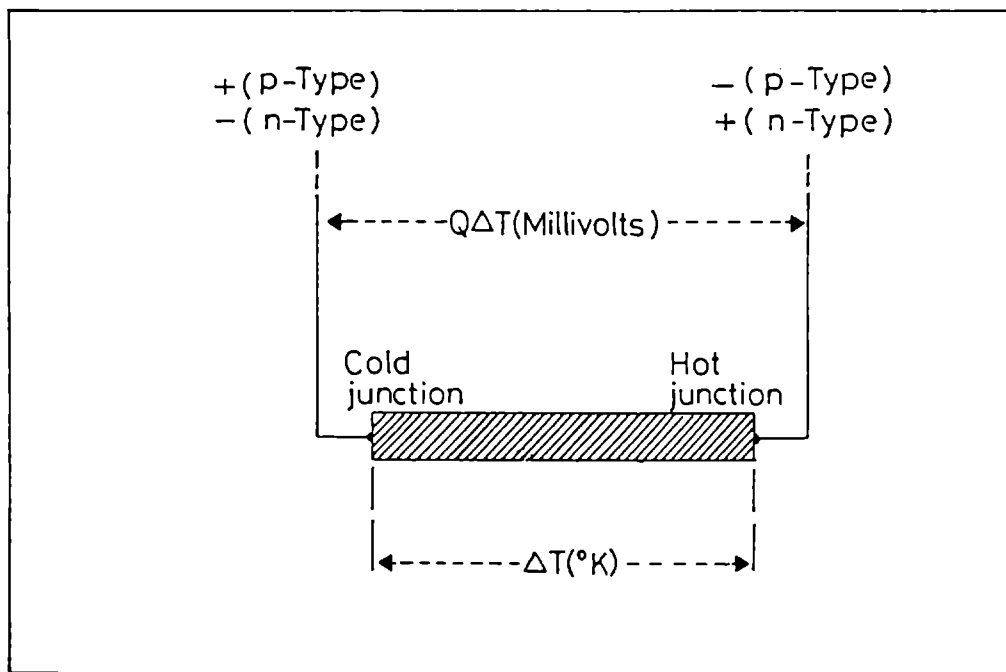 +(p-Type)
-(n-Type)
-(p-Type)
+(n-Type)
QΔT(Millivolts)
Cold
junction
Hot
junction
ΔT(°K)